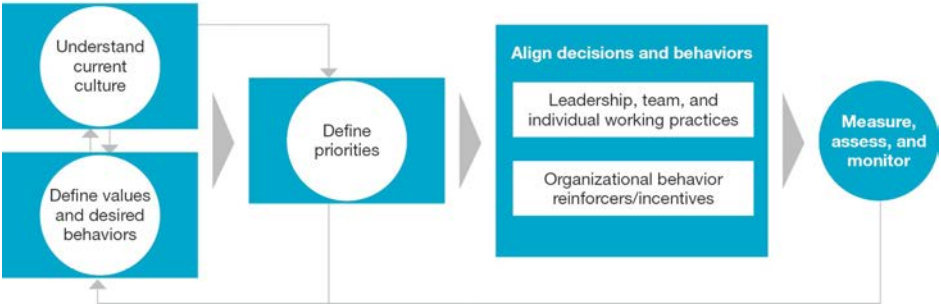 Understand
current
culture
Define values
and desired
behaviors
Define
priorities
Align decisions and behaviors
Leadership, team, and
individual working practices
Organizational behavior
reinforcers/incentives
Measure,
assess, and
monitor